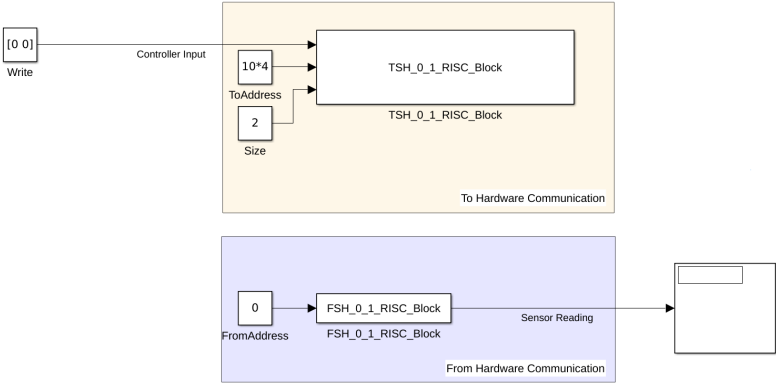 [0 0]
Write
Controller Input
10*4
ToAddress
2
Size
TSH_0_1_RISC_Block
TSH_0_1_RISC_Block
To Hardware Communication
0
FromAddress
FSH_0_1_RISC_Block
FSH_0_1_RISC_Block
Sensor Reading
From Hardware Communication